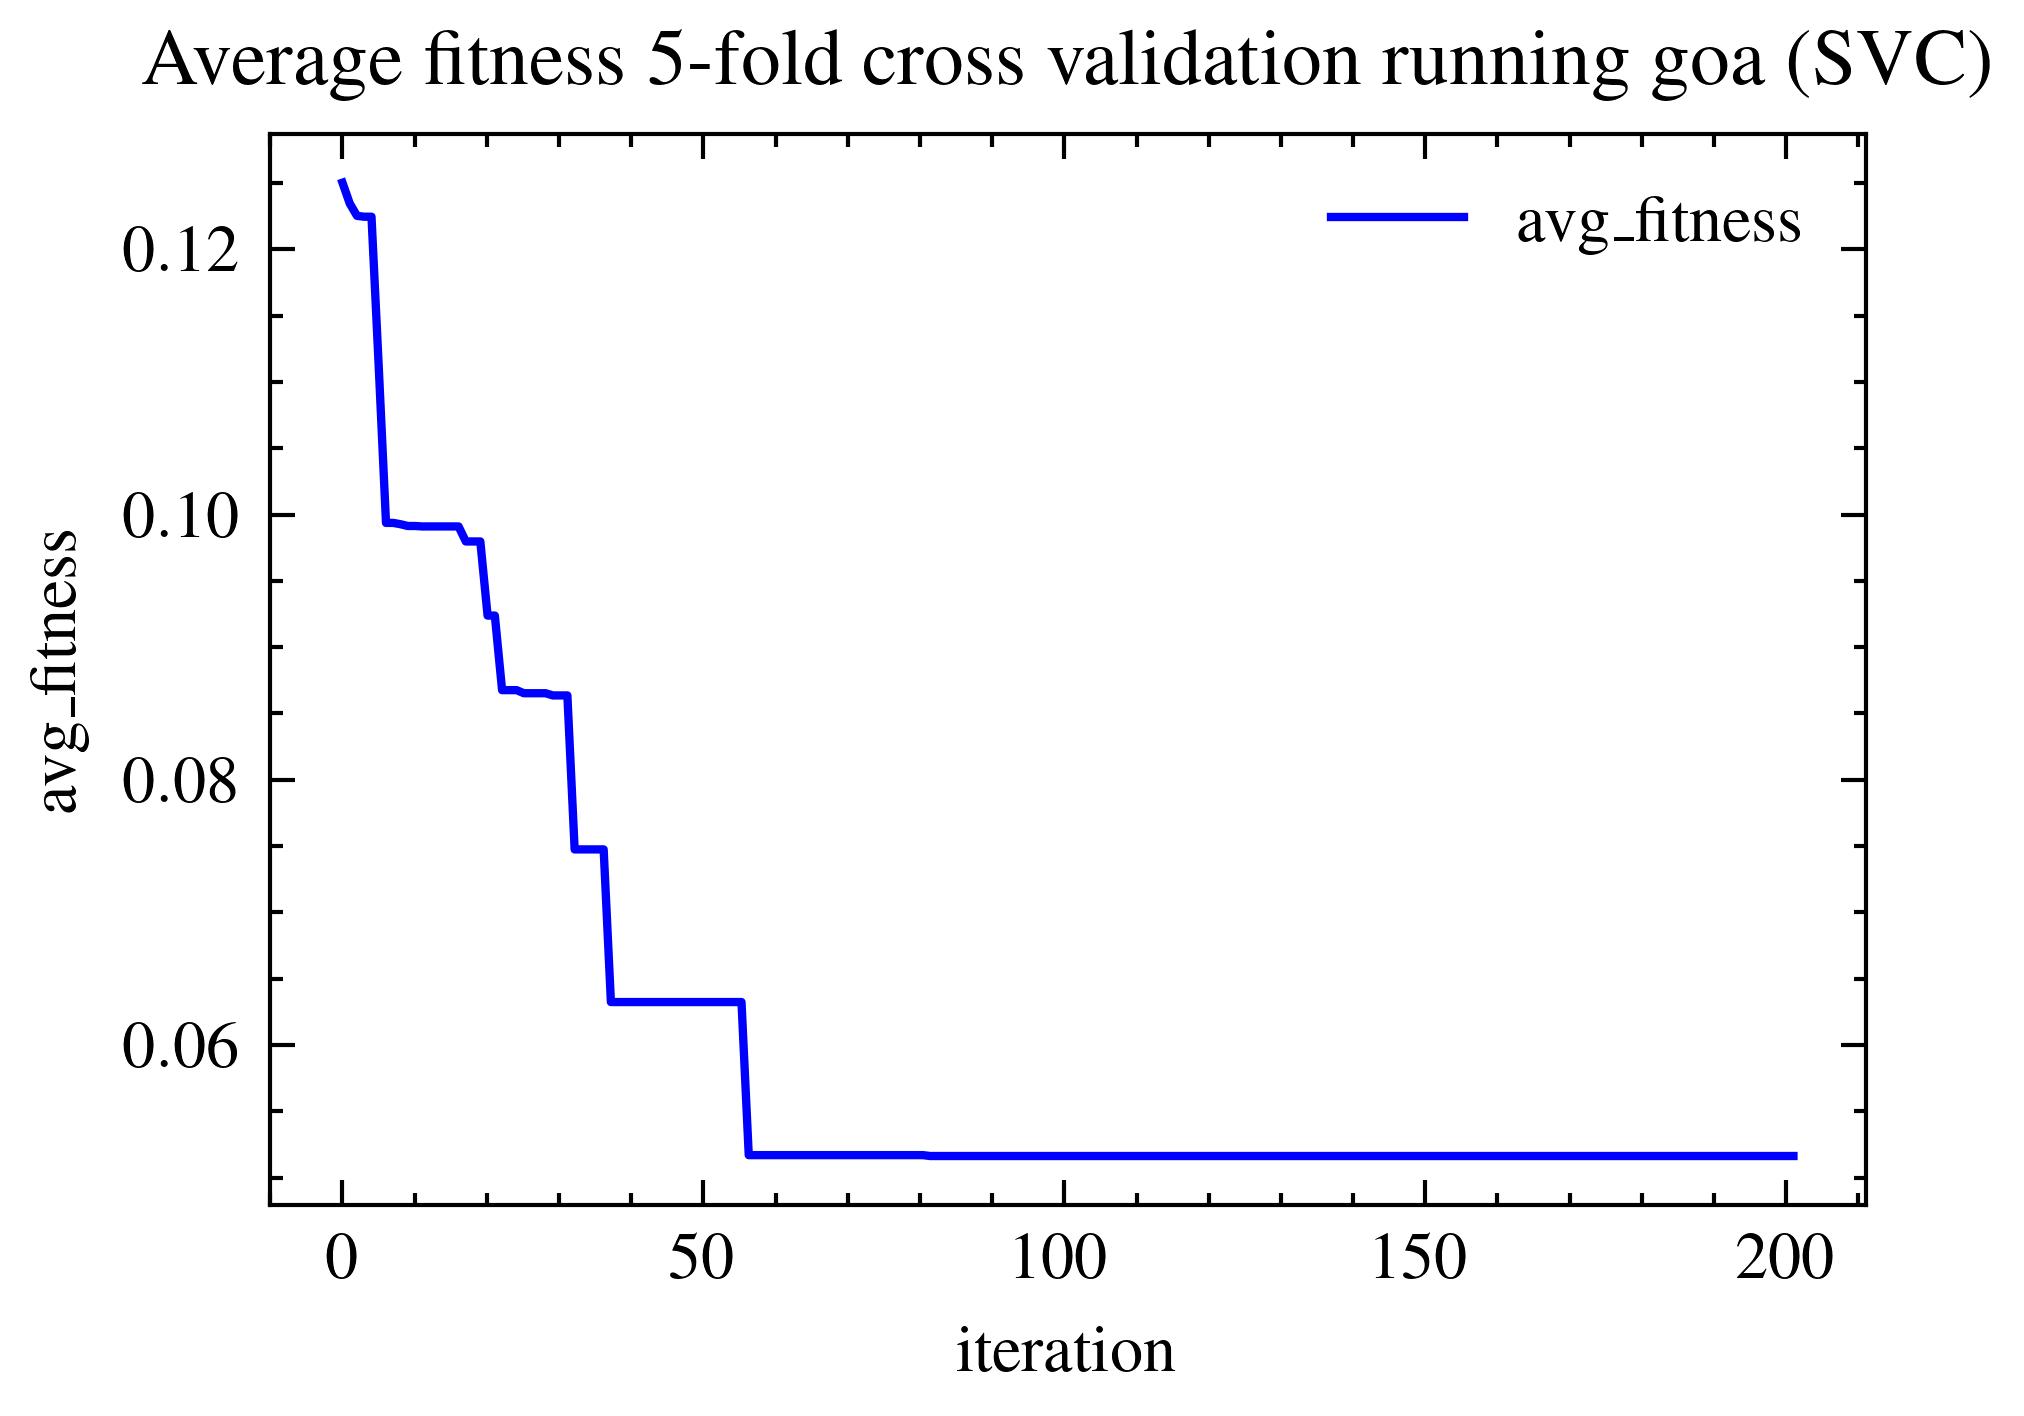 Average fitness 5-fold cross validation running goa (SVC)
avg_fitness
0.12
0.10
0.08
0.06
avg_fitness
0 50 100 150 200
iteration